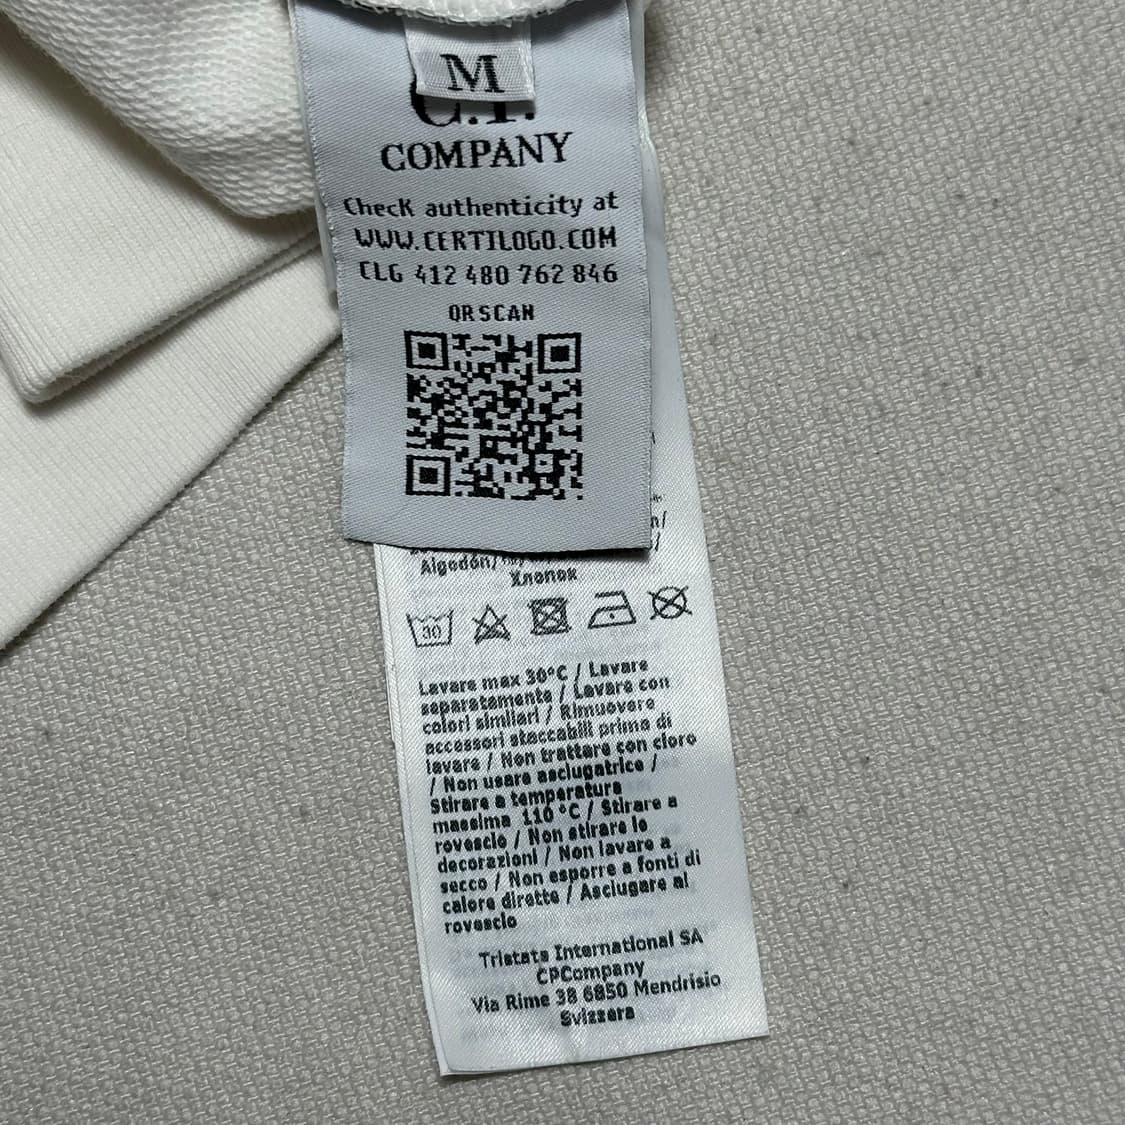 M
COMPANY
Check authenticity at
WWW.CERTILOGO.COM
CLG 412 480 762 846
QR SCAN
Algodón/
Хлопок
30
Lavare max 30°C / Lavare
separatamente / Lavare con
colori similari / Rimuovere
accessori staccabili prima di
lavare / Non trattare con cloro
/ Non usare asciugatrice /
Stirare a temperatura
massima 110 °C / Stirare a
rovescio / Non stirare le
decorazioni / Non lavare a
secco / Non esporre a fonti di
calore dirette / Asciugare al
rovescio
Tristate International SA
CPCompany
Via Rime 38 6850 Mendrisio
Svizzera